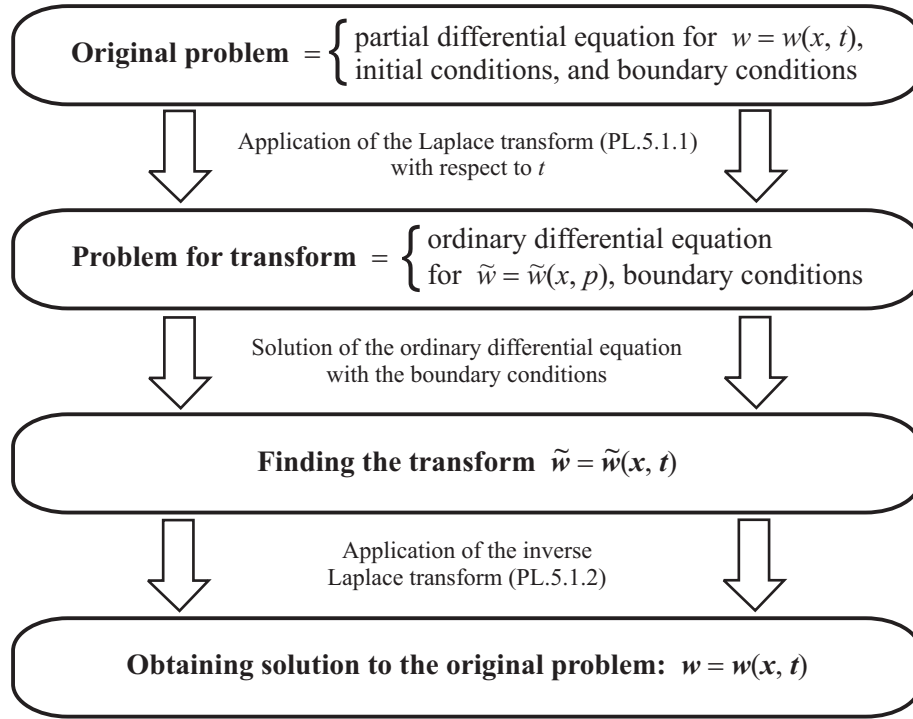 Original problem = { partial differential equation for w = w(x, t),
initial conditions, and boundary conditions
Application of the Laplace transform (PL.5.1.1)
with respect to t
Problem for transform = { ordinary differential equation
for w̃ = w̃(x, p), boundary conditions
Solution of the ordinary differential equation
with the boundary conditions
Finding the transform w̃ = w̃(x, t)
Application of the inverse
Laplace transform (PL.5.1.2)
Obtaining solution to the original problem: w = w(x, t)